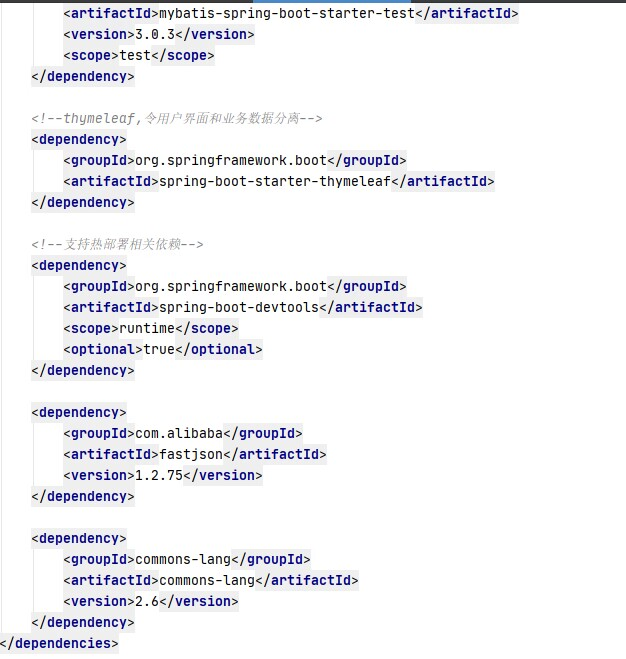 <artifactId>mybatis-spring-boot-starter-test</artifactId>
<version>3.0.3</version>
<scope>test</scope>
</dependency>
<!--thymeleaf,令用户界面和业务数据分离-->
<dependency>
<groupId>org.springframework.boot</groupId>
<artifactId>spring-boot-starter-thymeleaf</artifactId>
</dependency>
<!--支持热部署相关依赖-->
<dependency>
<groupId>org.springframework.boot</groupId>
<artifactId>spring-boot-devtools</artifactId>
<scope>runtime</scope>
<optional>true</optional>
</dependency>
<dependency>
<groupId>com.alibaba</groupId>
<artifactId>fastjson</artifactId>
<version>1.2.75</version>
</dependency>
<dependency>
<groupId>commons-lang</groupId>
<artifactId>commons-lang</artifactId>
<version>2.6</version>
</dependency>
</dependencies>